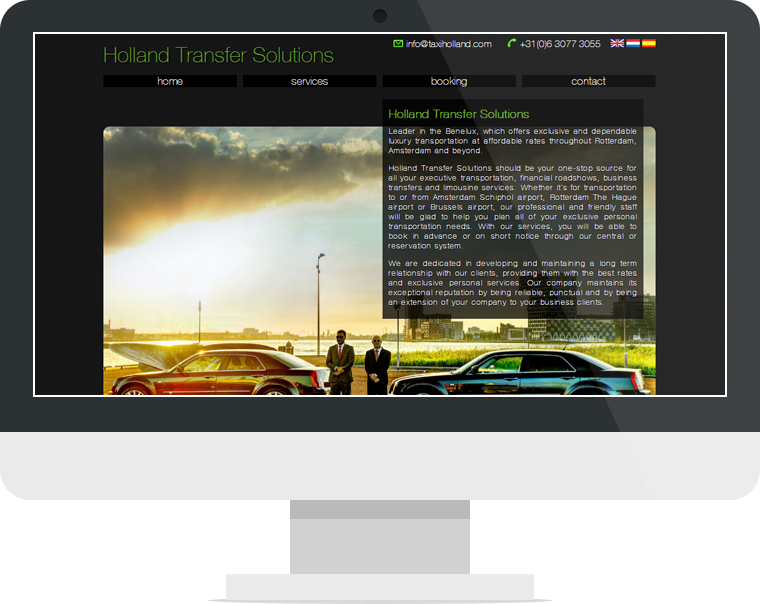 Holland Transfer Solutions
info@taxiholland.com +31(0)6 3077 3055
home services booking contact
Holland Transfer Solutions
Leader in the Benelux, which offers exclusive and dependable
luxury transportation at affordable rates throughout Rotterdam,
Amsterdam and beyond.
Holland Transfer Solutions should be your one-stop source for
all your executive transportation, financial roadshows, business
transfers and limousine services. Whether it's for transportation
to or from Amsterdam Schiphol airport, Rotterdam The Hague
airport or Brussels airport, our professional and friendly staff
will be glad to help you plan all of your exclusive personal
transportation needs. With our services, you will be able to
book in advance or on short notice through our central or
reservation system.
We are dedicated in developing and maintaining a long term
relationship with our clients, providing them with the best rates
and exclusive personal services. Our company maintains its
exceptional reputation by being reliable, punctual and by being
an extension of your company to your business clients.